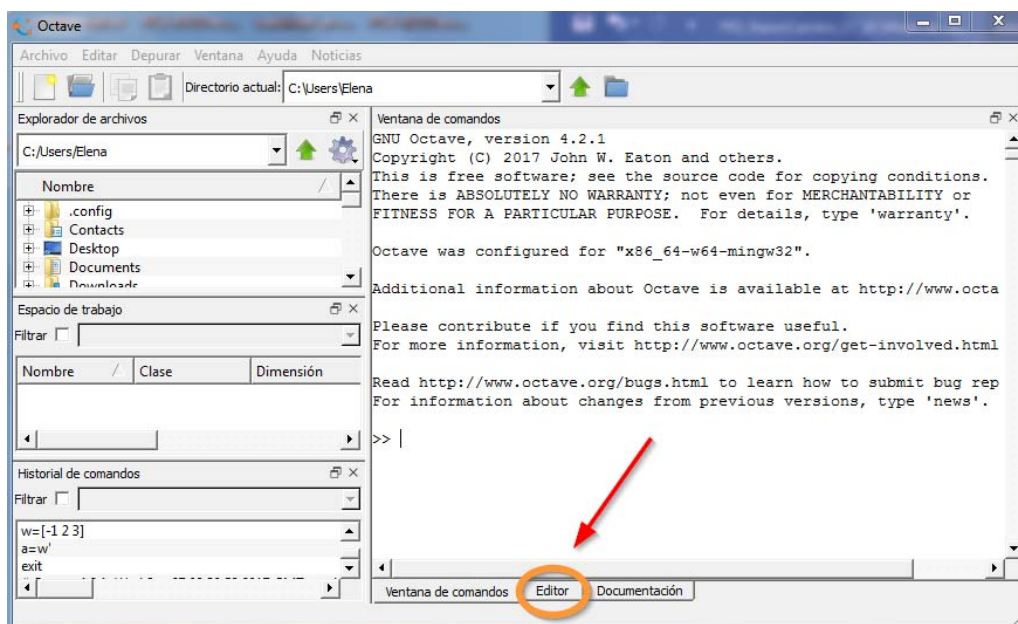 Octave
Archivo Editar Depurar Ventana Ayuda Noticias
Directorio actual: C:\Users\Elena
Explorador de archivos
C:/Users/Elena
Nombre
.config
Contacts
Desktop
Documents
Downloads
Espacio de trabajo
Filtrar
Nombre Clase Dimensión
Historial de comandos
Filtrar
w=[-1 2 3]
a=w'
exit
Ventana de comandos
GNU Octave, version 4.2.1
Copyright (C) 2017 John W. Eaton and others.
This is free software; see the source code for copying conditions.
There is ABSOLUTELY NO WARRANTY; not even for MERCHANTABILITY or
FITNESS FOR A PARTICULAR PURPOSE.  For details, type 'warranty'.
Octave was configured for "x86_64-w64-mingw32".
Additional information about Octave is available at http://www.octa
Please contribute if you find this software useful.
For more information, visit http://www.octave.org/get-involved.html
Read http://www.octave.org/bugs.html to learn how to submit bug rep
For information about changes from previous versions, type 'news'.
>>
Ventana de comandos Editor Documentación